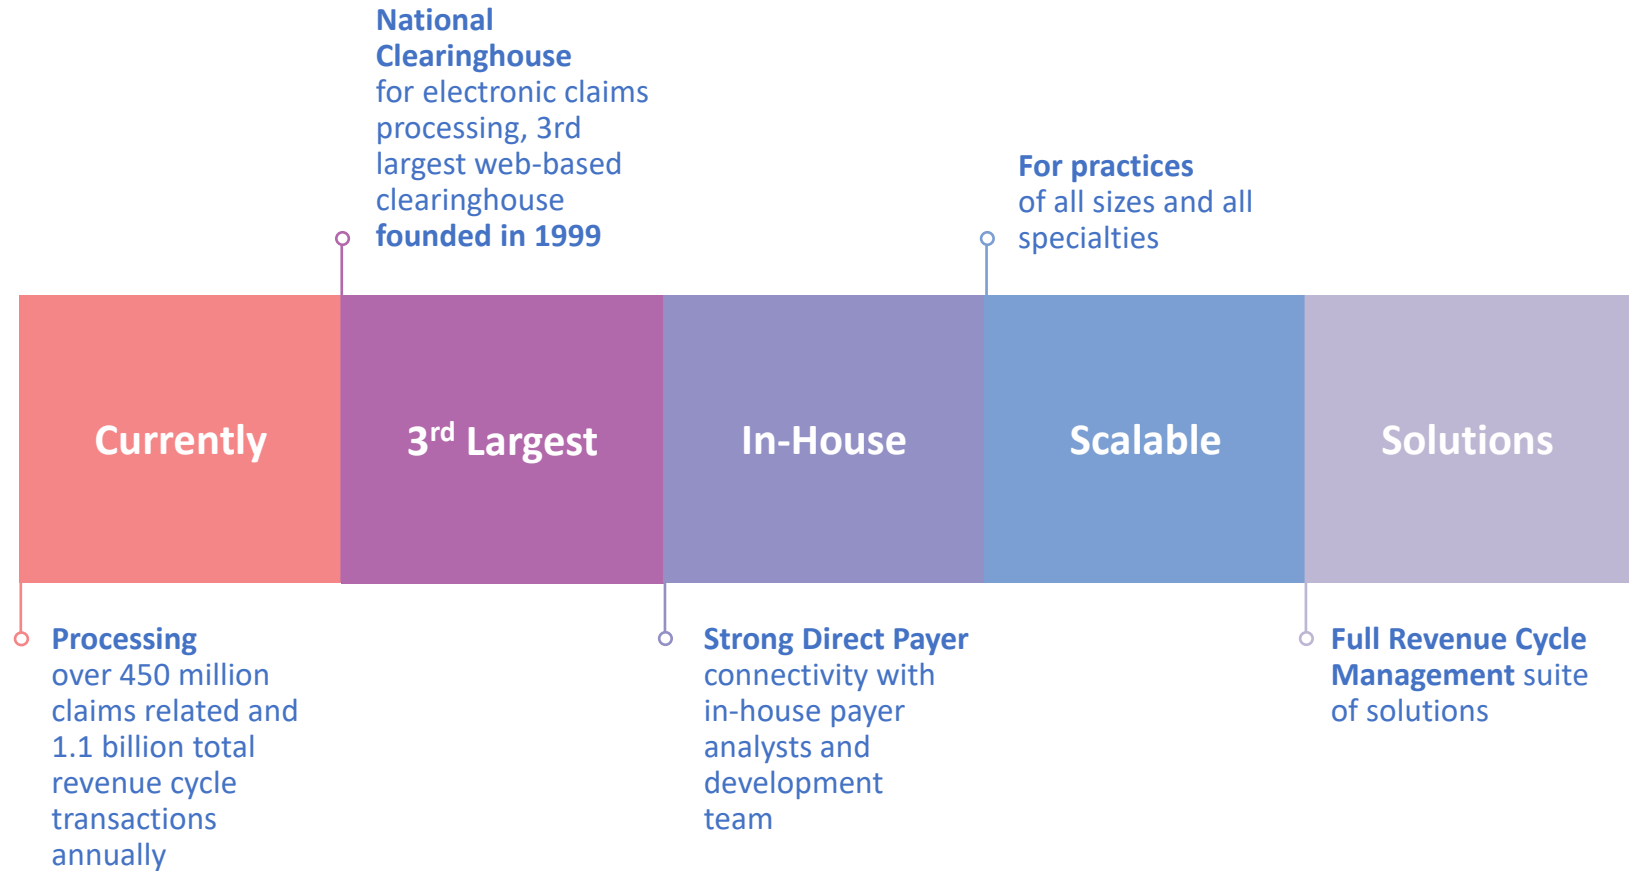 National
Clearinghouse
for electronic claims
processing, 3rd
largest web-based
clearinghouse
founded in 1999
For practices
of all sizes and all
specialties
Currently
3rd Largest
In-House
Scalable
Solutions
Processing
over 450 million
claims related and
1.1 billion total
revenue cycle
transactions
annually
Strong Direct Payer
connectivity with
in-house payer
analysts and
development
team
Full Revenue Cycle
Management suite
of solutions